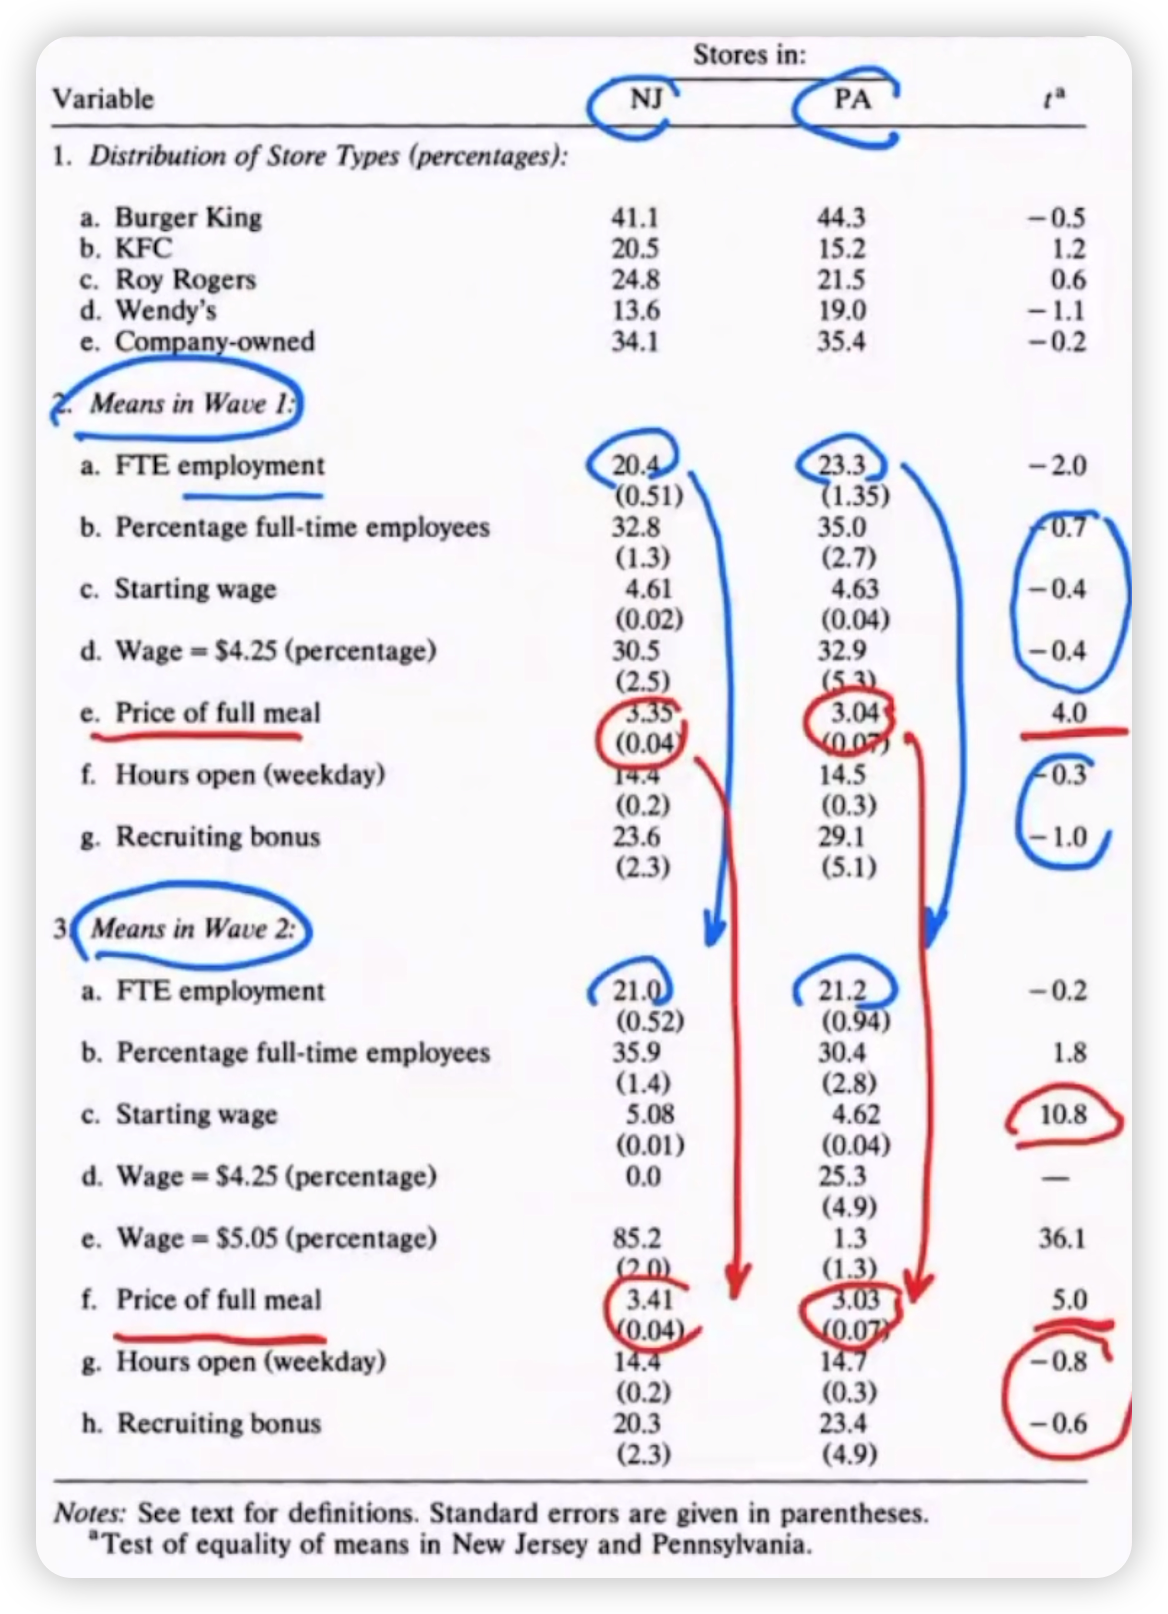 Stores in:
Variable NJ PA tᵃ
1. Distribution of Store Types (percentages):
a. Burger King 41.1 44.3 −0.5
b. KFC 20.5 15.2 1.2
c. Roy Rogers 24.8 21.5 0.6
d. Wendy's 13.6 19.0 −1.1
e. Company-owned 34.1 35.4 −0.2
2. Means in Wave 1:
a. FTE employment 20.4 23.3 −2.0
(0.51) (1.35)
b. Percentage full-time employees 32.8 35.0 −0.7
(1.3) (2.7)
c. Starting wage 4.61 4.63 −0.4
(0.02) (0.04)
d. Wage = $4.25 (percentage) 30.5 32.9 −0.4
(2.5) (5.3)
e. Price of full meal 3.35 3.04 4.0
(0.04) (0.07)
f. Hours open (weekday) 14.4 14.5 −0.3
(0.2) (0.3)
g. Recruiting bonus 23.6 29.1 −1.0
(2.3) (5.1)
3. Means in Wave 2:
a. FTE employment 21.0 21.2 −0.2
(0.52) (0.94)
b. Percentage full-time employees 35.9 30.4 1.8
(1.4) (2.8)
c. Starting wage 5.08 4.62 10.8
(0.01) (0.04)
d. Wage = $4.25 (percentage) 0.0 25.3 —
(4.9)
e. Wage = $5.05 (percentage) 85.2 1.3 36.1
(2.0) (1.3)
f. Price of full meal 3.41 3.03 5.0
(0.04) (0.07)
g. Hours open (weekday) 14.4 14.7 −0.8
(0.2) (0.3)
h. Recruiting bonus 20.3 23.4 −0.6
(2.3) (4.9)
Notes: See text for definitions. Standard errors are given in parentheses.
ᵃTest of equality of means in New Jersey and Pennsylvania.